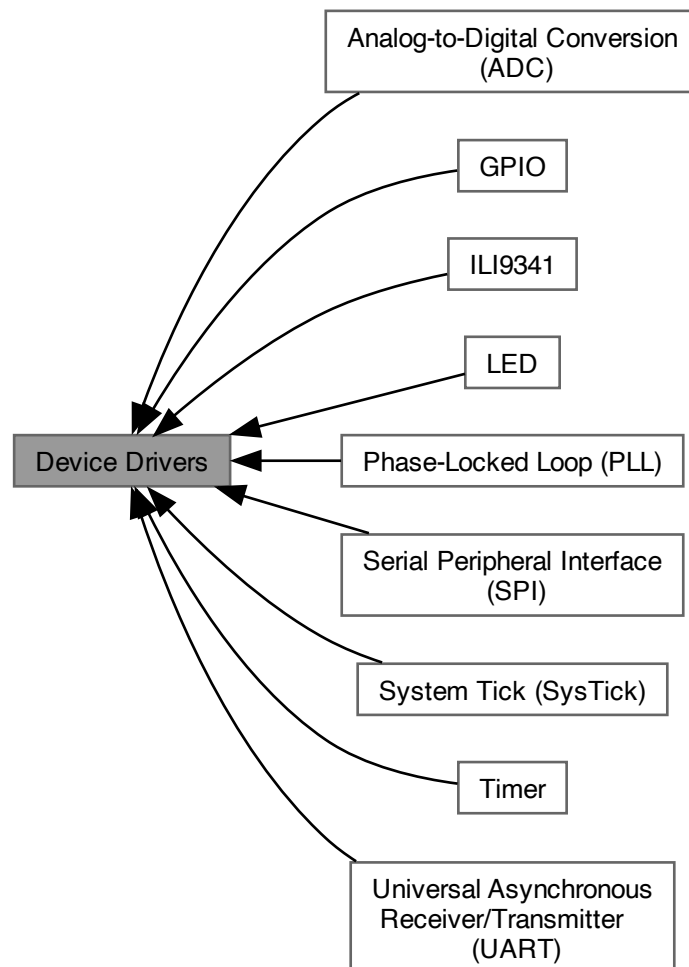 Analog-to-Digital Conversion
(ADC)
GPIO
ILI9341
LED
Device Drivers
Phase-Locked Loop (PLL)
Serial Peripheral Interface
(SPI)
System Tick (SysTick)
Timer
Universal Asynchronous
Receiver/Transmitter
(UART)